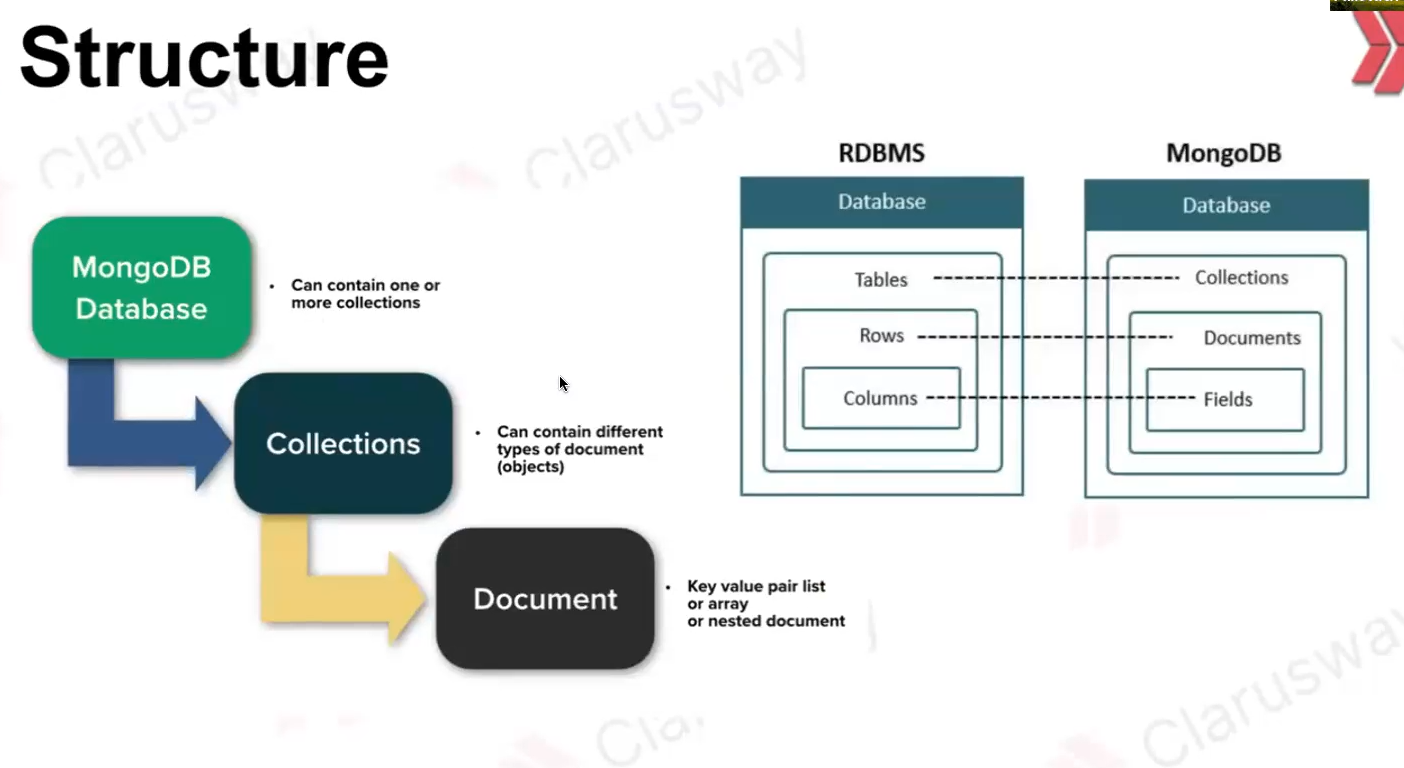 Structure
MongoDB
Database
• Can contain one or
more collections
Collections
• Can contain different
types of document
(objects)
Document
• Key value pair list
or array
or nested document
RDBMS
Database
Tables
Rows
Columns
MongoDB
Database
Collections
Documents
Fields
Clarusway
Clarusway
Clarusway